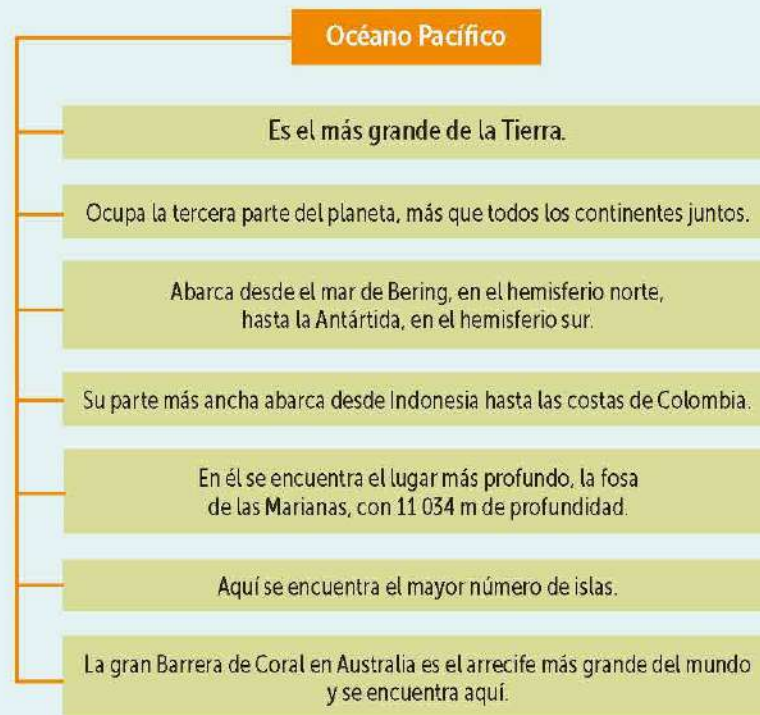 Océano Pacífico
Es el más grande de la Tierra.
Ocupa la tercera parte del planeta, más que todos los continentes juntos.
Abarca desde el mar de Bering, en el hemisferio norte,
hasta la Antártida, en el hemisferio sur.
Su parte más ancha abarca desde Indonesia hasta las costas de Colombia.
En él se encuentra el lugar más profundo, la fosa
de las Marianas, con 11 034 m de profundidad.
Aquí se encuentra el mayor número de islas.
La gran Barrera de Coral en Australia es el arrecife más grande del mundo
y se encuentra aquí.